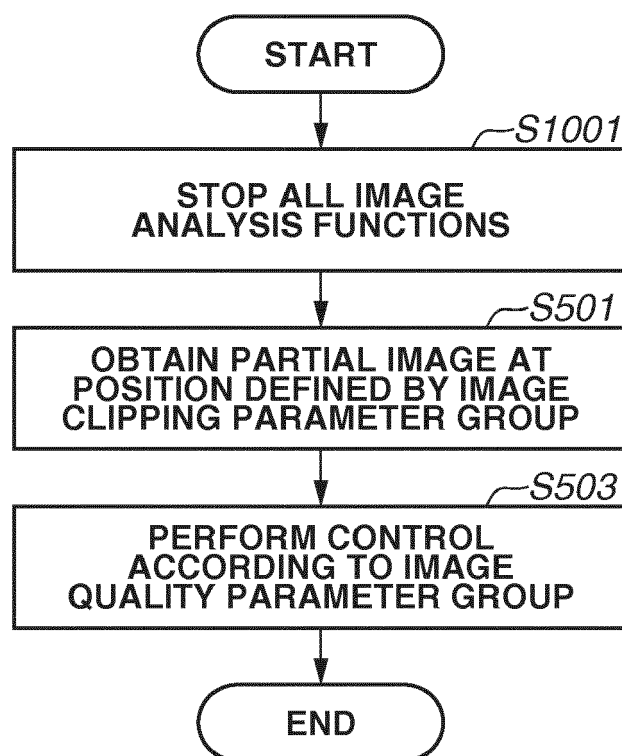 START
S1001
STOP ALL IMAGE
ANALYSIS FUNCTIONS
S501
OBTAIN PARTIAL IMAGE AT
POSITION DEFINED BY IMAGE
CLIPPING PARAMETER GROUP
S503
PERFORM CONTROL
ACCORDING TO IMAGE
QUALITY PARAMETER GROUP
END